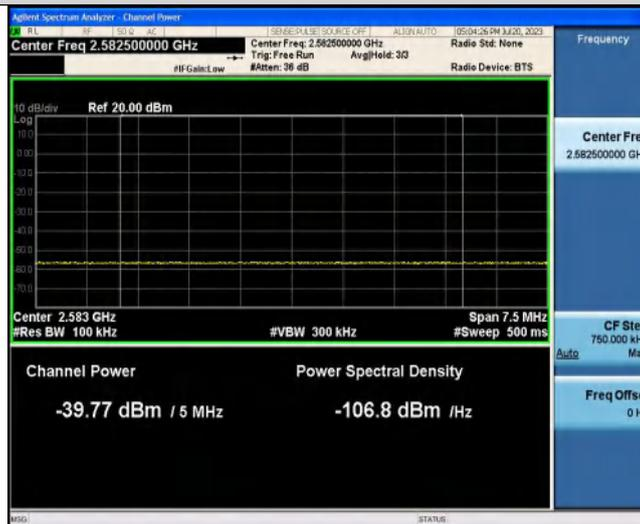 Agilent Spectrum Analyzer - Channel Power
RL RF 50 Ω AC SENSE:PULSE SOURCE OFF ALIGN AUTO 05:04:26 PM Jul 20, 2023
Center Freq 2.582500000 GHz
Center Freq: 2.582500000 GHz
Radio Std: None
Trig: Free Run Avg|Hold: 3/3
#IFGain:Low
#Atten: 36 dB
Radio Device: BTS
10 dB/div Ref 20.00 dBm
Log
10.0
0.00
-10.0
-20.0
-30.0
-40.0
-50.0
-60.0
-70.0
Center 2.583 GHz
Span 7.5 MHz
#Res BW 100 kHz
#VBW 300 kHz
#Sweep 500 ms
Channel Power
Power Spectral Density
-39.77 dBm / 5 MHz
-106.8 dBm /Hz
MSG
STATUS
Frequency
Center Fre
2.582500000 GH
CF Ste
750.000 kH
Auto Ma
Freq Offs
0 H